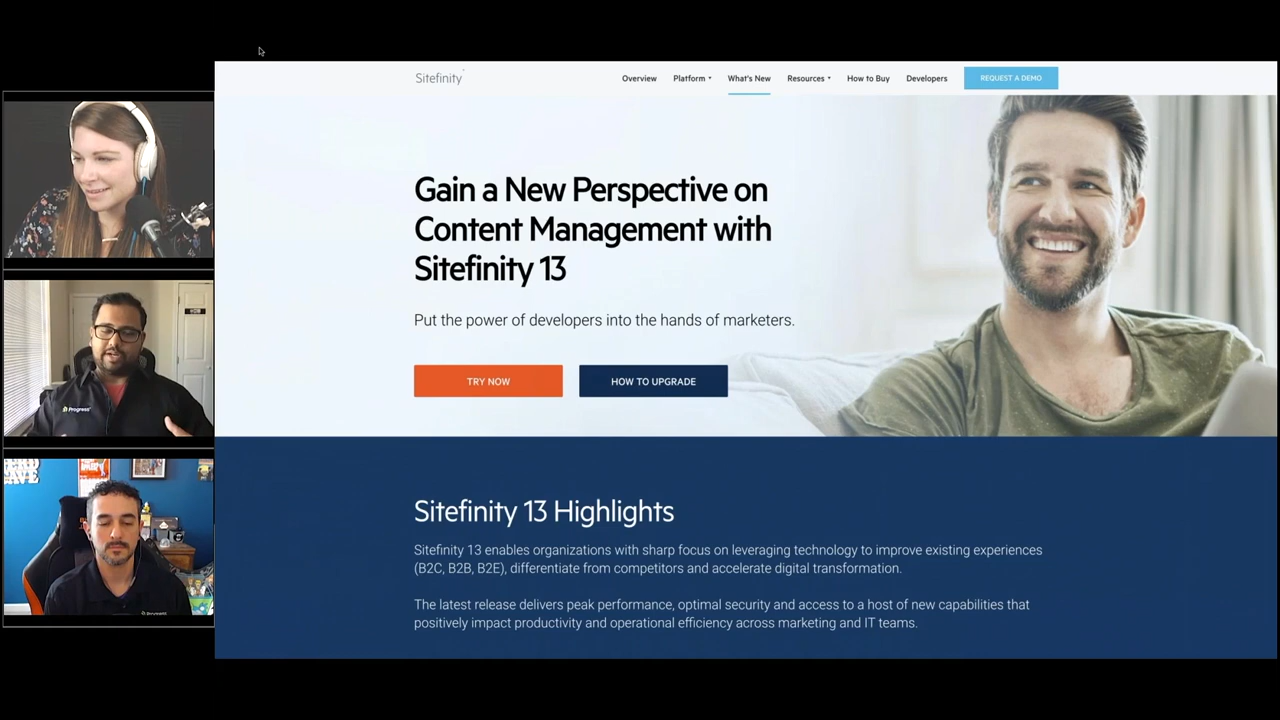 Sitefinity
Overview
Platform
What's New
Resources
How to Buy
Developers
REQUEST A DEMO
Gain a New Perspective on
Content Management with
Sitefinity 13
Put the power of developers into the hands of marketers.
TRY NOW
HOW TO UPGRADE
Sitefinity 13 Highlights
Sitefinity 13 enables organizations with sharp focus on leveraging technology to improve existing experiences
(B2C, B2B, B2E), differentiate from competitors and accelerate digital transformation.
The latest release delivers peak performance, optimal security and access to a host of new capabilities that
positively impact productivity and operational efficiency across marketing and IT teams.
Progress
Progress